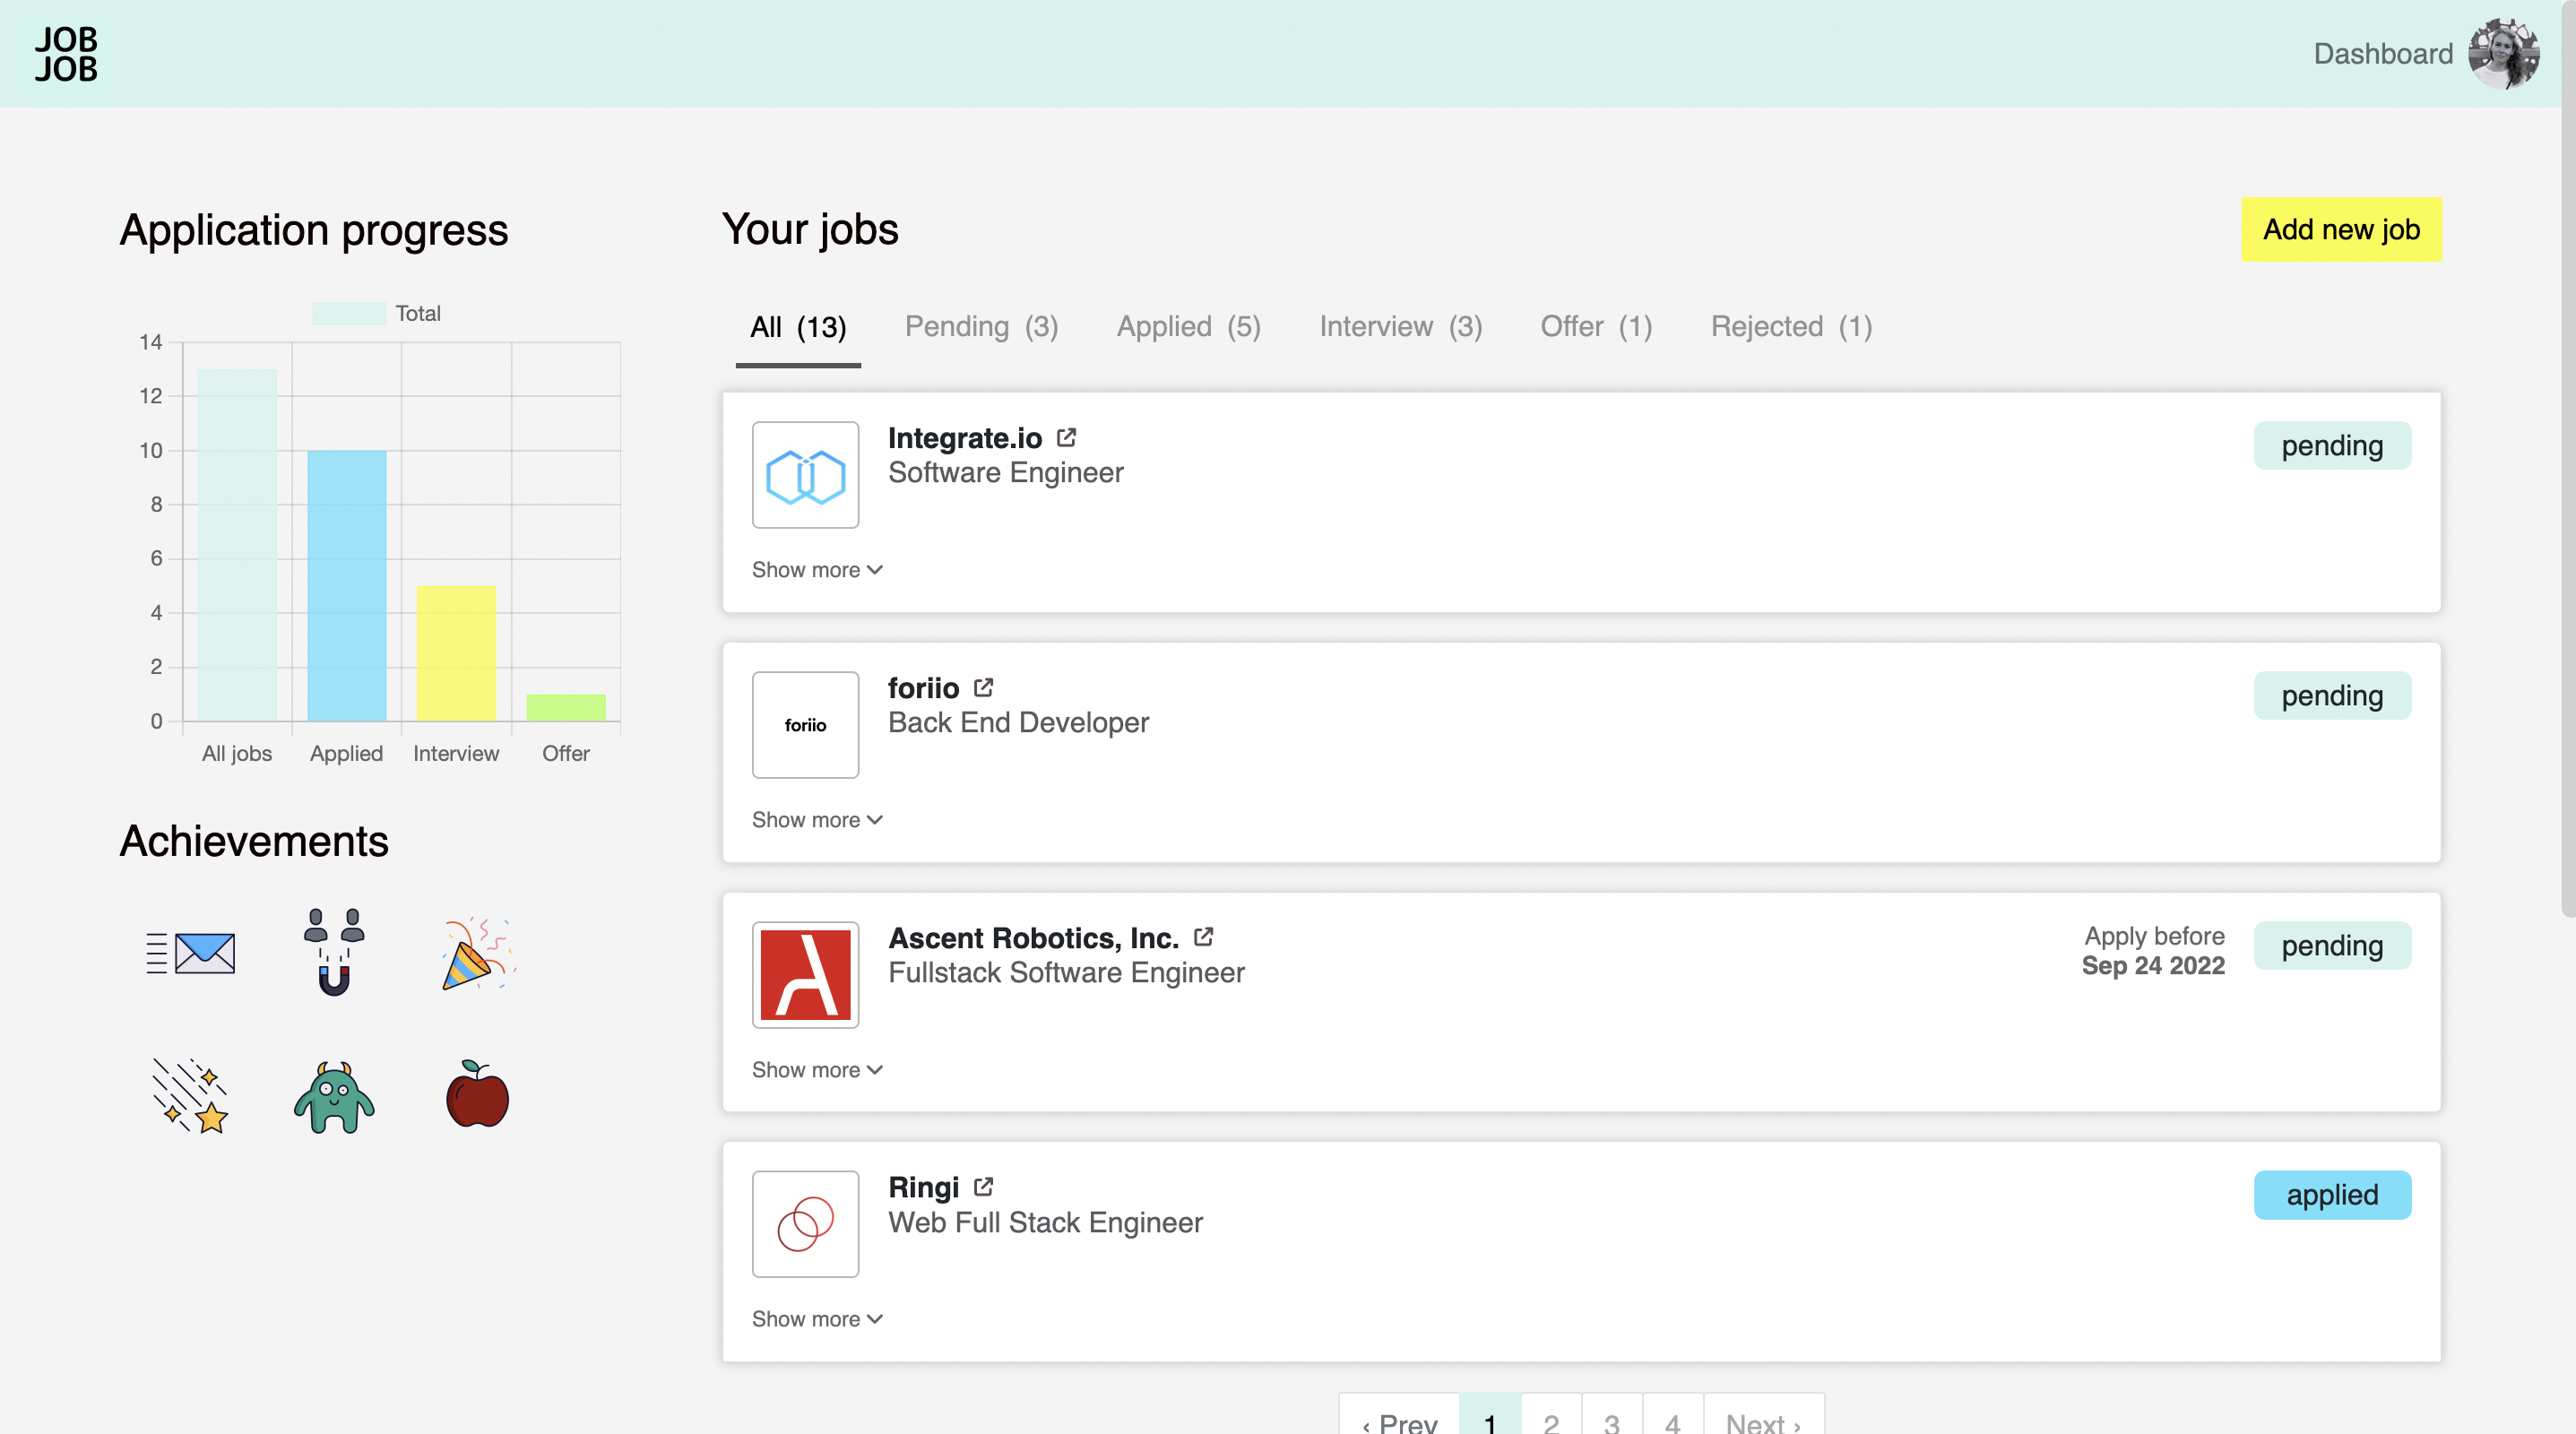 JOB
JOB
Dashboard
Application progress
Total
14
12
10
8
6
4
2
0
All jobs Applied Interview Offer
Achievements
Your jobs
Add new job
All (13) Pending (3) Applied (5) Interview (3) Offer (1) Rejected (1)
Integrate.io
Software Engineer
pending
Show more
foriio
foriio
Back End Developer
pending
Show more
Ascent Robotics, Inc.
Fullstack Software Engineer
Apply before
Sep 24 2022
pending
Show more
Ringi
Web Full Stack Engineer
applied
Show more
‹ Prev 1 2 3 4 Next ›